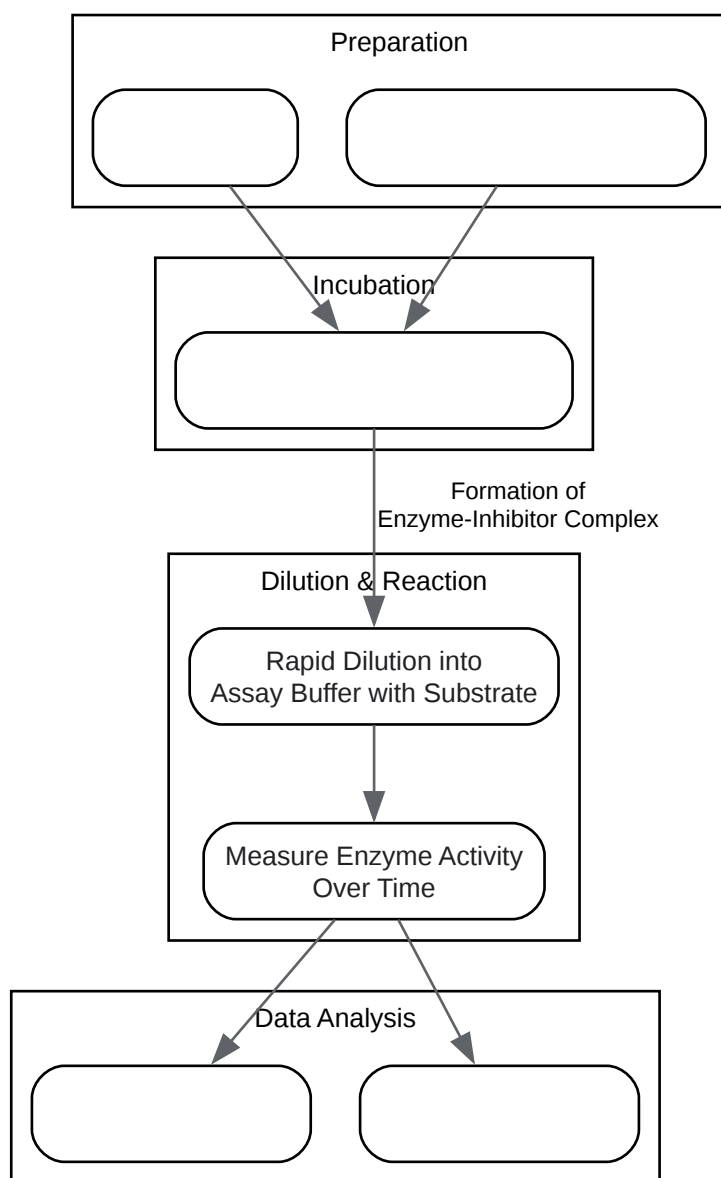 Preparation
Incubation
Formation of
Enzyme-Inhibitor Complex
Dilution & Reaction
Rapid Dilution into
Assay Buffer with Substrate
Measure Enzyme Activity
Over Time
Data Analysis